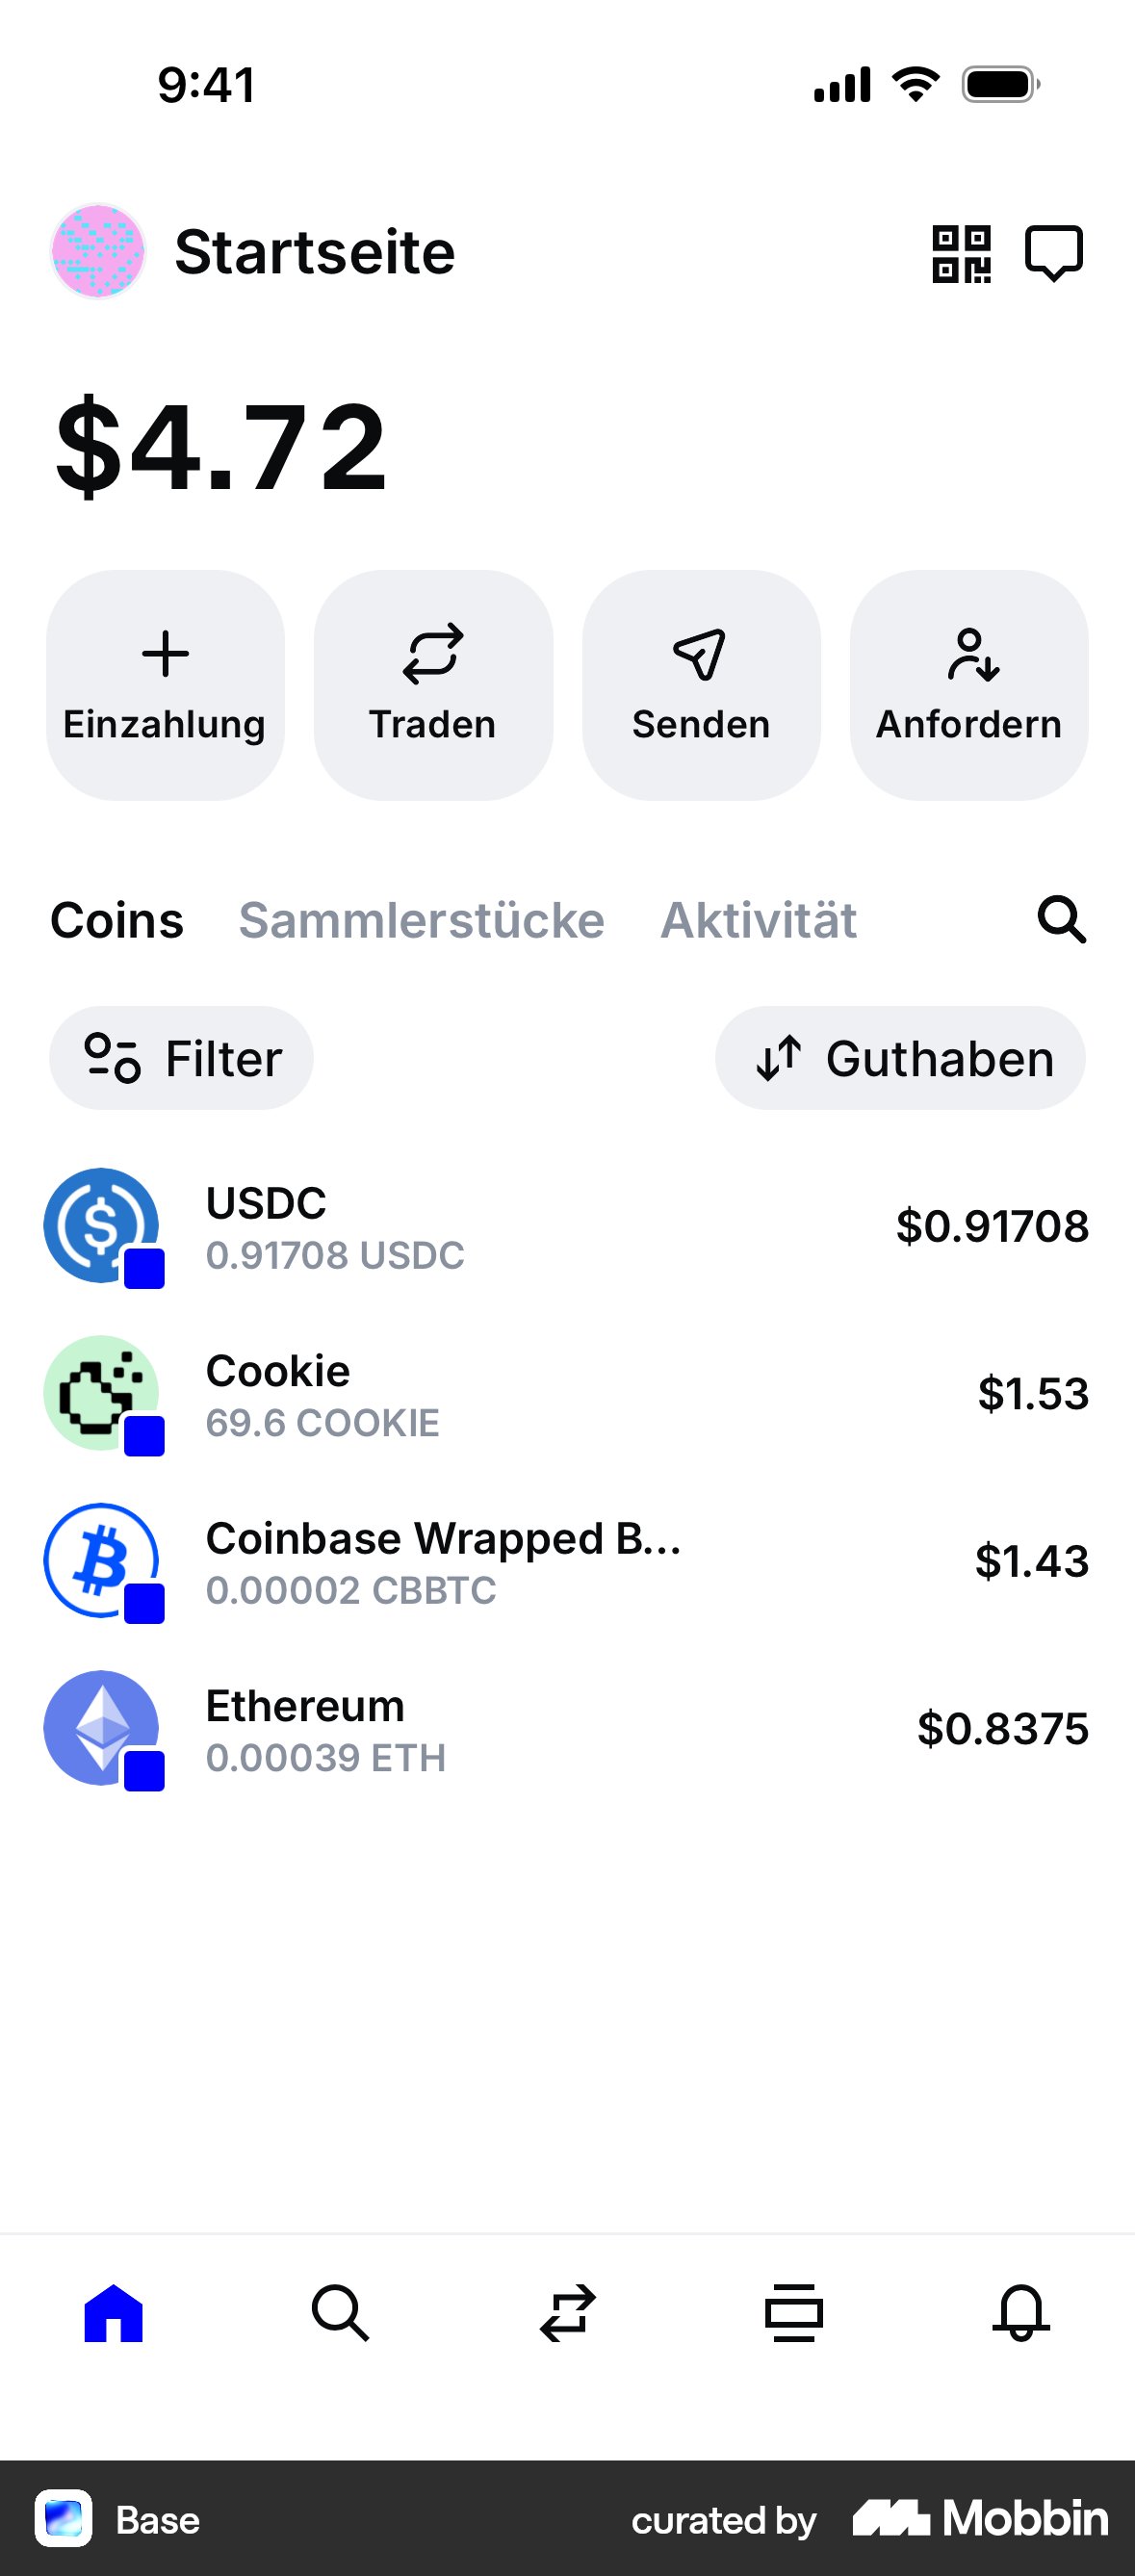 9:41
Startseite
$4.72
Einzahlung Traden Senden Anfordern
Coins Sammlerstücke Aktivität
Filter Guthaben
USDC
0.91708 USDC
$0.91708
Cookie
69.6 COOKIE
$1.53
Coinbase Wrapped B...
0.00002 CBBTC
$1.43
Ethereum
0.00039 ETH
$0.8375
Base curated by Mobbin